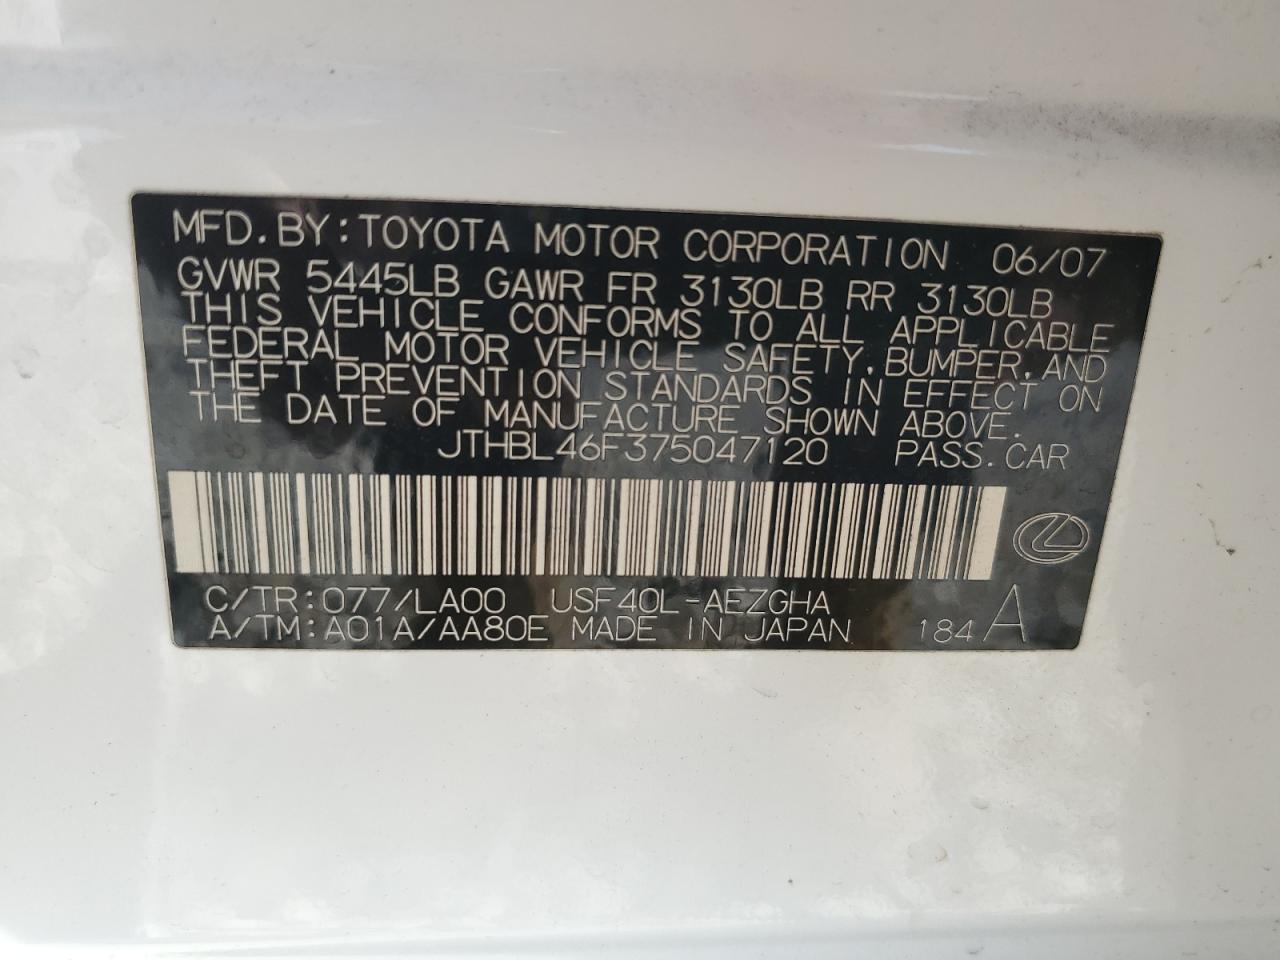 MFD. BY: TOYOTA MOTOR CORPORATION 06/07
GVWR 5445LB GAWR FR 3130LB RR 3130LB
THIS VEHICLE CONFORMS TO ALL APPLICABLE
FEDERAL MOTOR VEHICLE SAFETY, BUMPER, AND
THEFT PREVENTION STANDARDS IN EFFECT ON
THE DATE OF MANUFACTURE SHOWN ABOVE.
JTHBL46F375047120 PASS. CAR
C/TR: 077/LA00 USF40L-AEZGHA
A/TM: A01A/AA80E MADE IN JAPAN 184 A